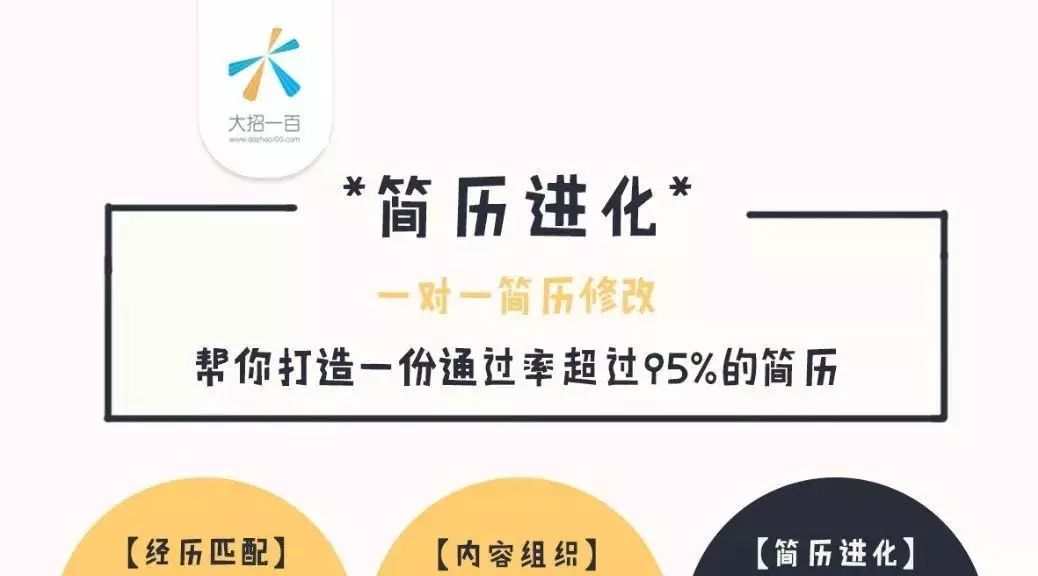 大招一百
www.dazhao100.com
*简历进化*
一对一简历修改
帮你打造一份通过率超过95%的简历
【经历匹配】
【内容组织】
【简历进化】